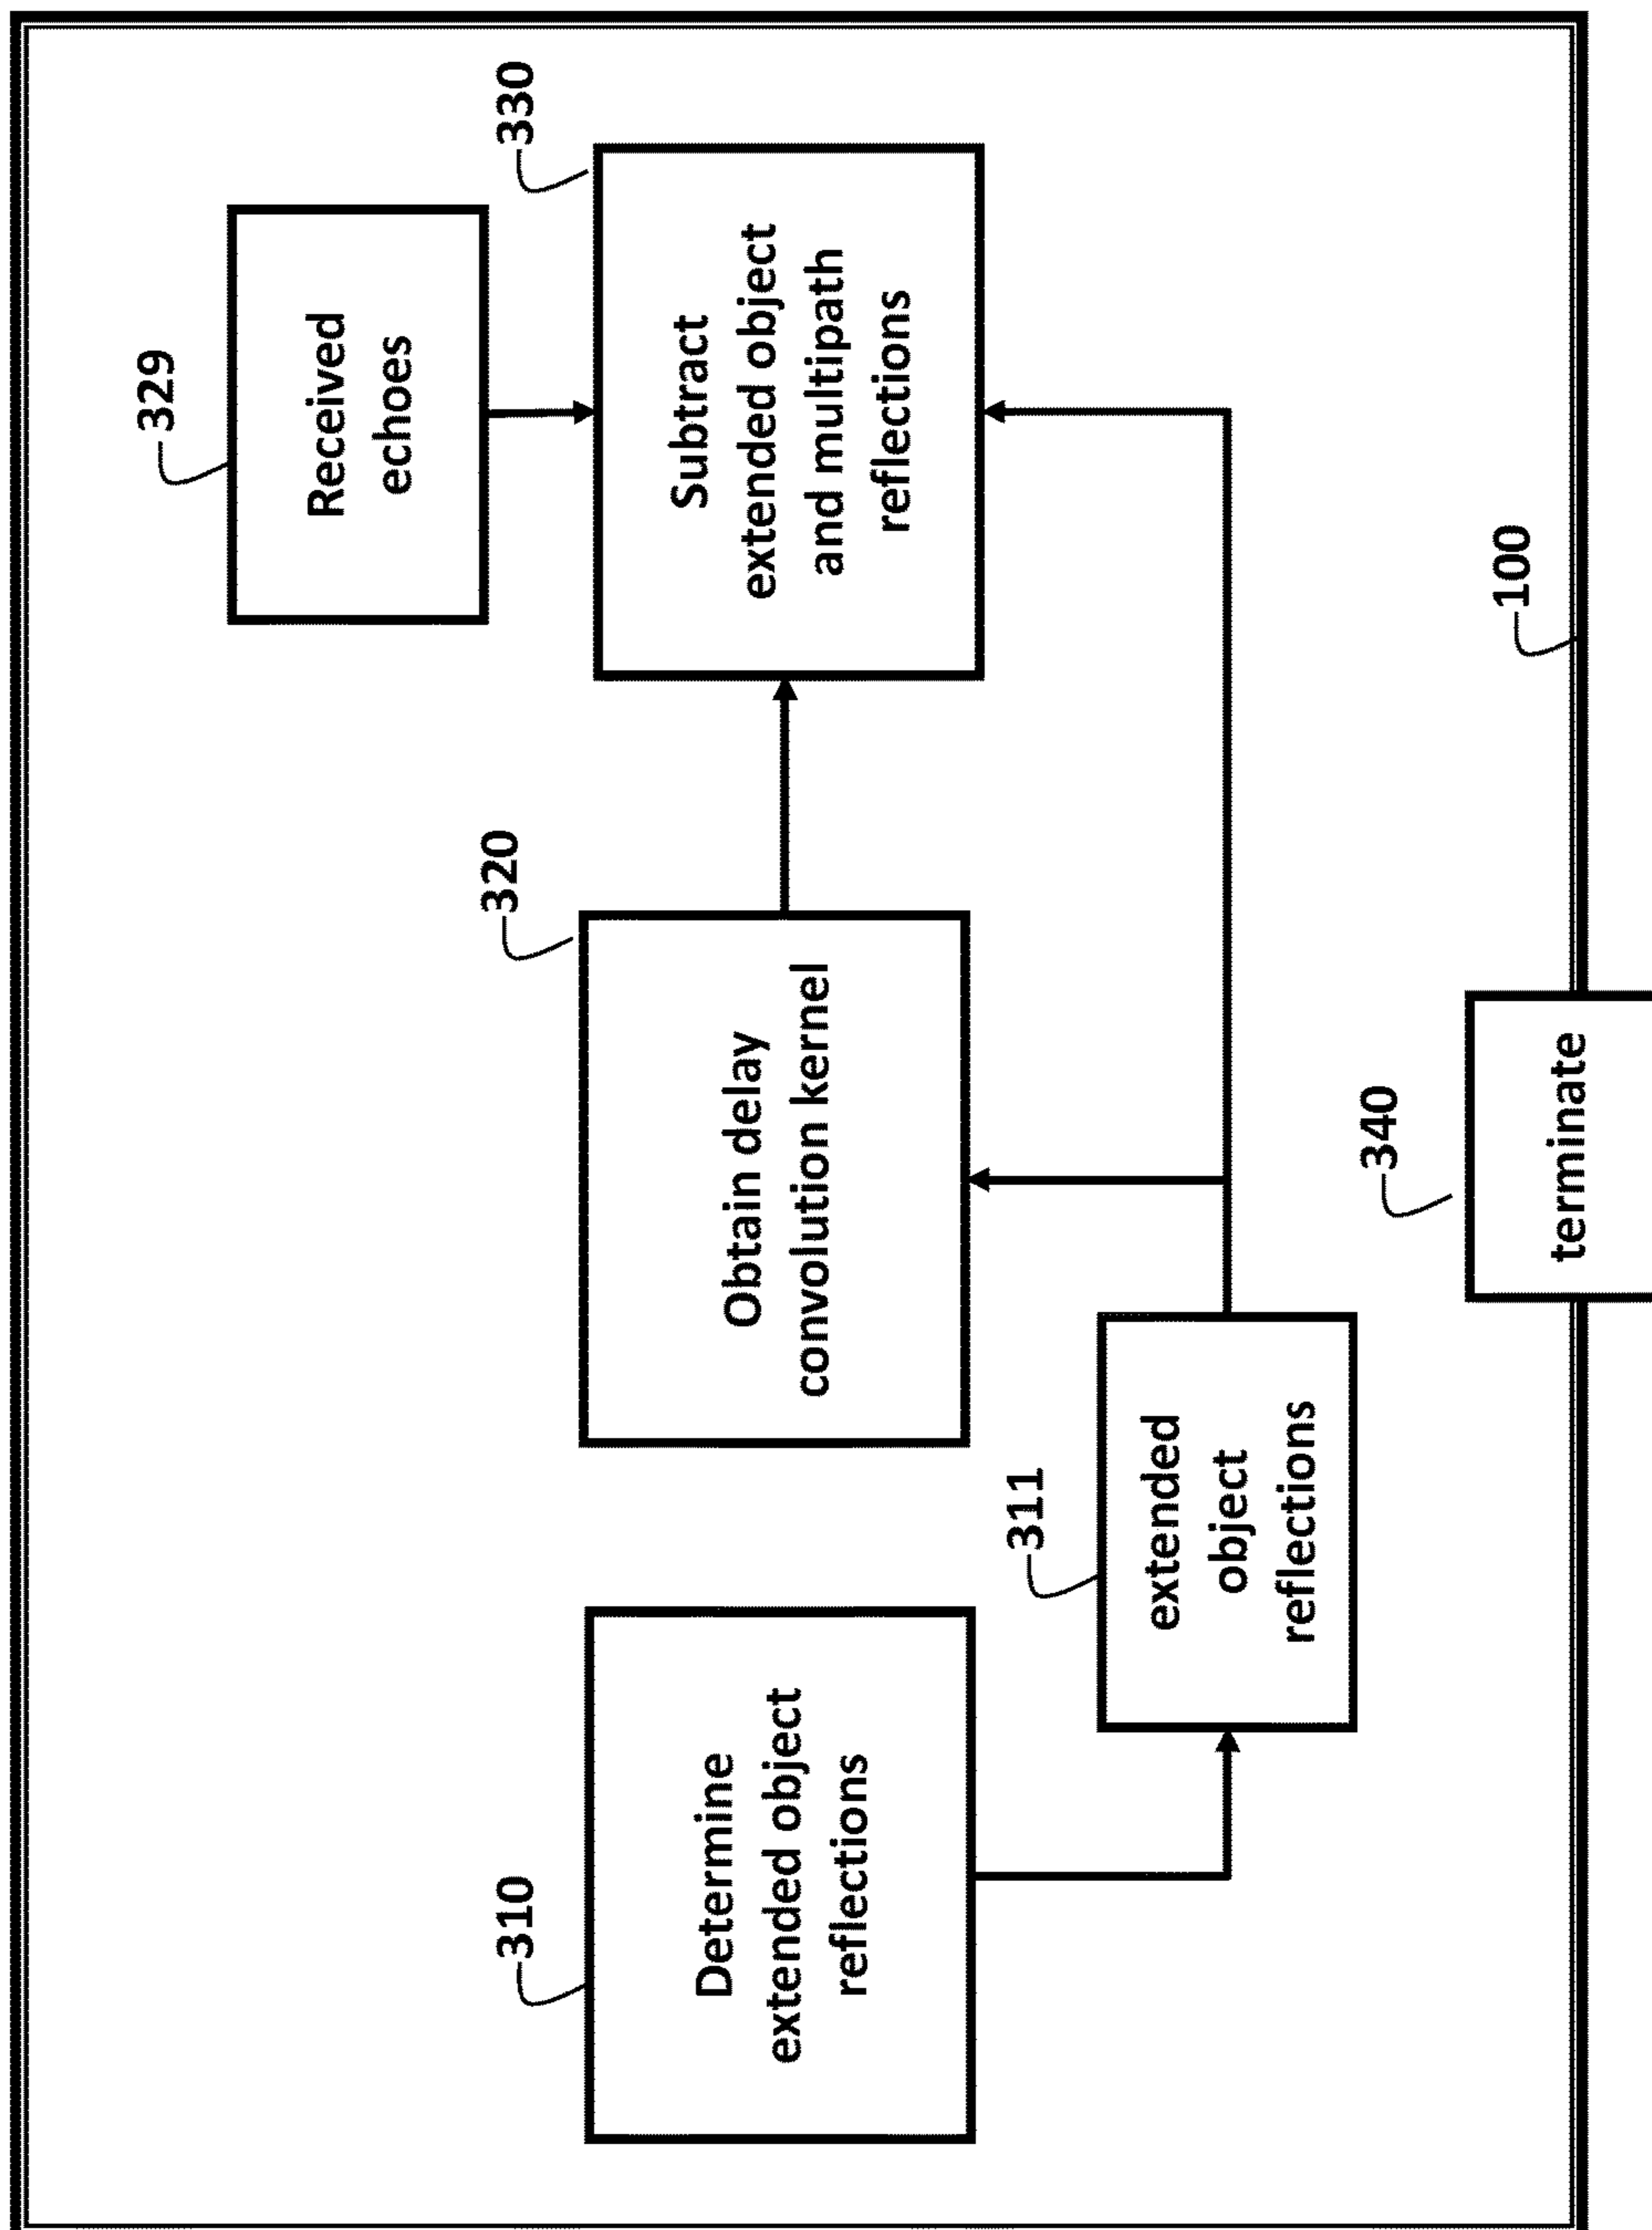 329
Received
echoes
310
Determine
extended object
reflections
320
Obtain delay
convolution kernel
330
Subtract
extended object
and multipath
reflections
311
extended
object
reflections
340
terminate
100